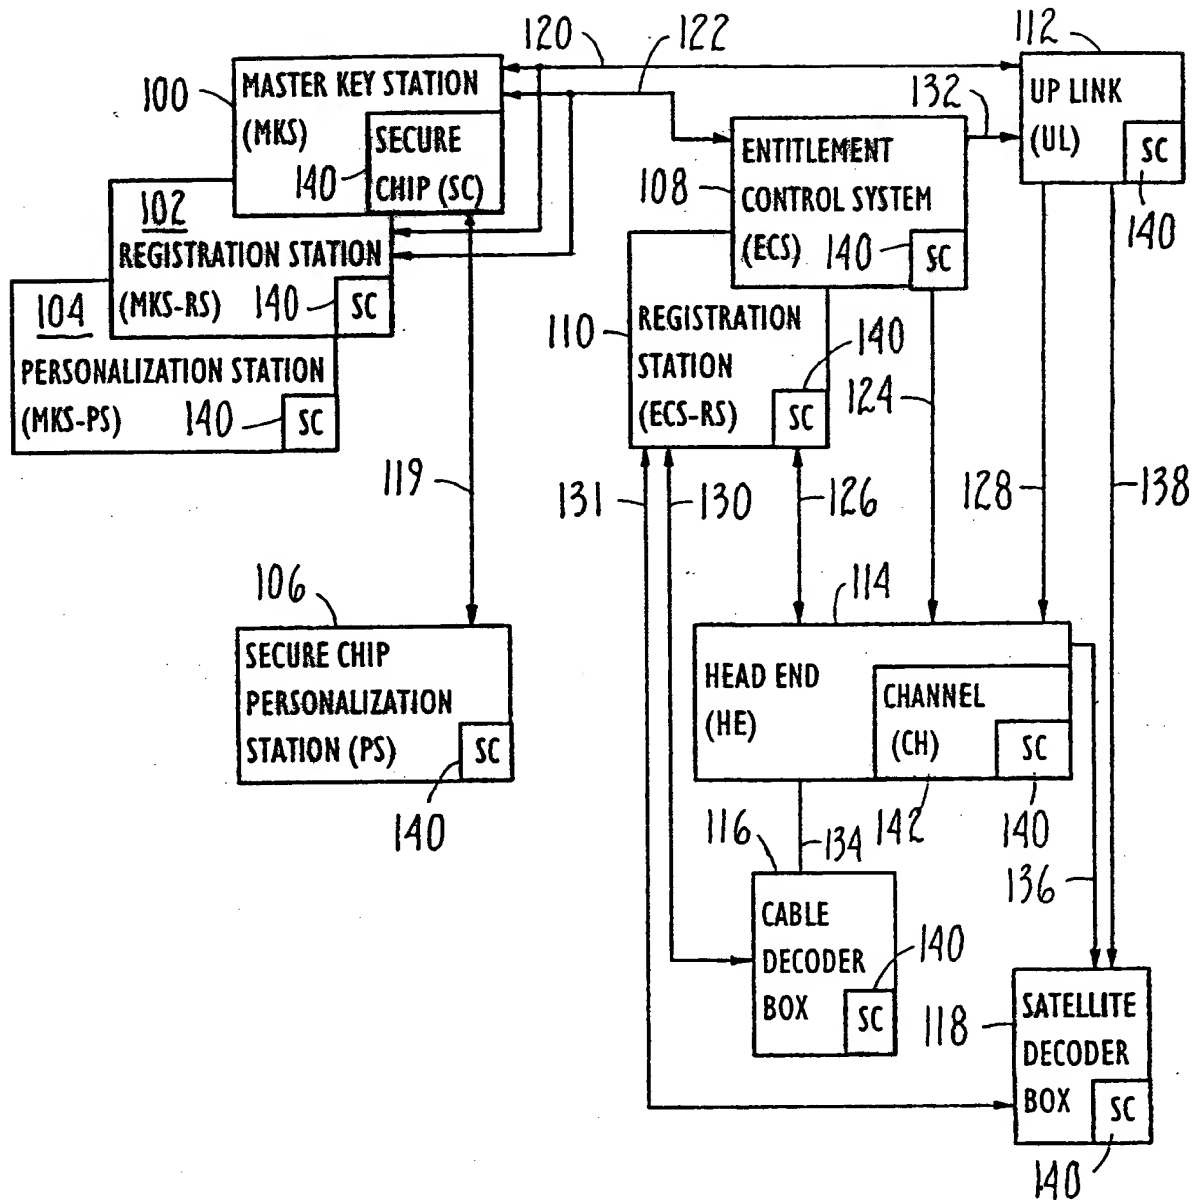 120
122
112
100
MASTER KEY STATION
(MKS)
SECURE
CHIP (SC)
140
132
UP LINK
(UL)
SC
140
ENTITLEMENT
CONTROL SYSTEM
(ECS)
108
140
SC
102
REGISTRATION STATION
(MKS-RS)
140
SC
104
PERSONALIZATION STATION
(MKS-PS)
140
SC
110
REGISTRATION
STATION
(ECS-RS)
140
SC
124
119
131
130
126
128
138
106
SECURE CHIP
PERSONALIZATION
STATION (PS)
SC
140
114
HEAD END
(HE)
CHANNEL
(CH)
SC
142
140
116
134
136
CABLE
DECODER
BOX
140
SC
118
SATELLITE
DECODER
BOX
SC
140